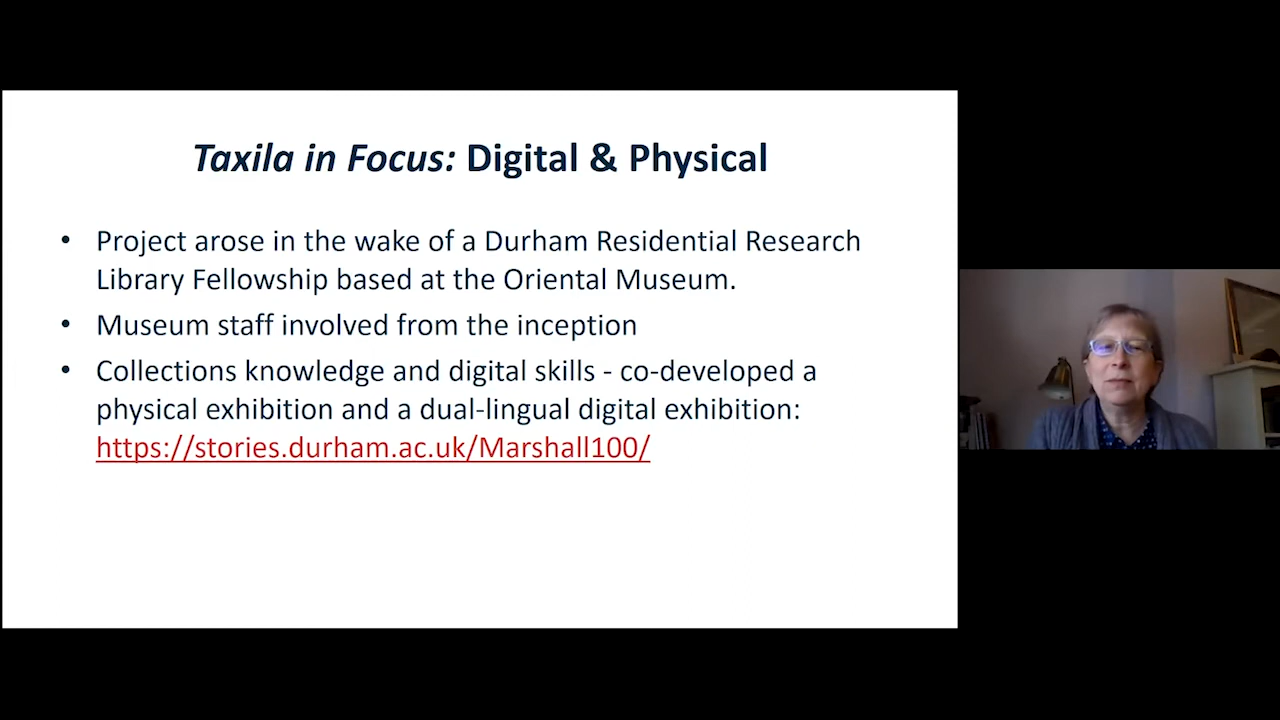 Taxila in Focus: Digital & Physical
• Project arose in the wake of a Durham Residential Research
Library Fellowship based at the Oriental Museum.
• Museum staff involved from the inception
• Collections knowledge and digital skills - co-developed a
physical exhibition and a dual-lingual digital exhibition:
https://stories.durham.ac.uk/Marshall100/